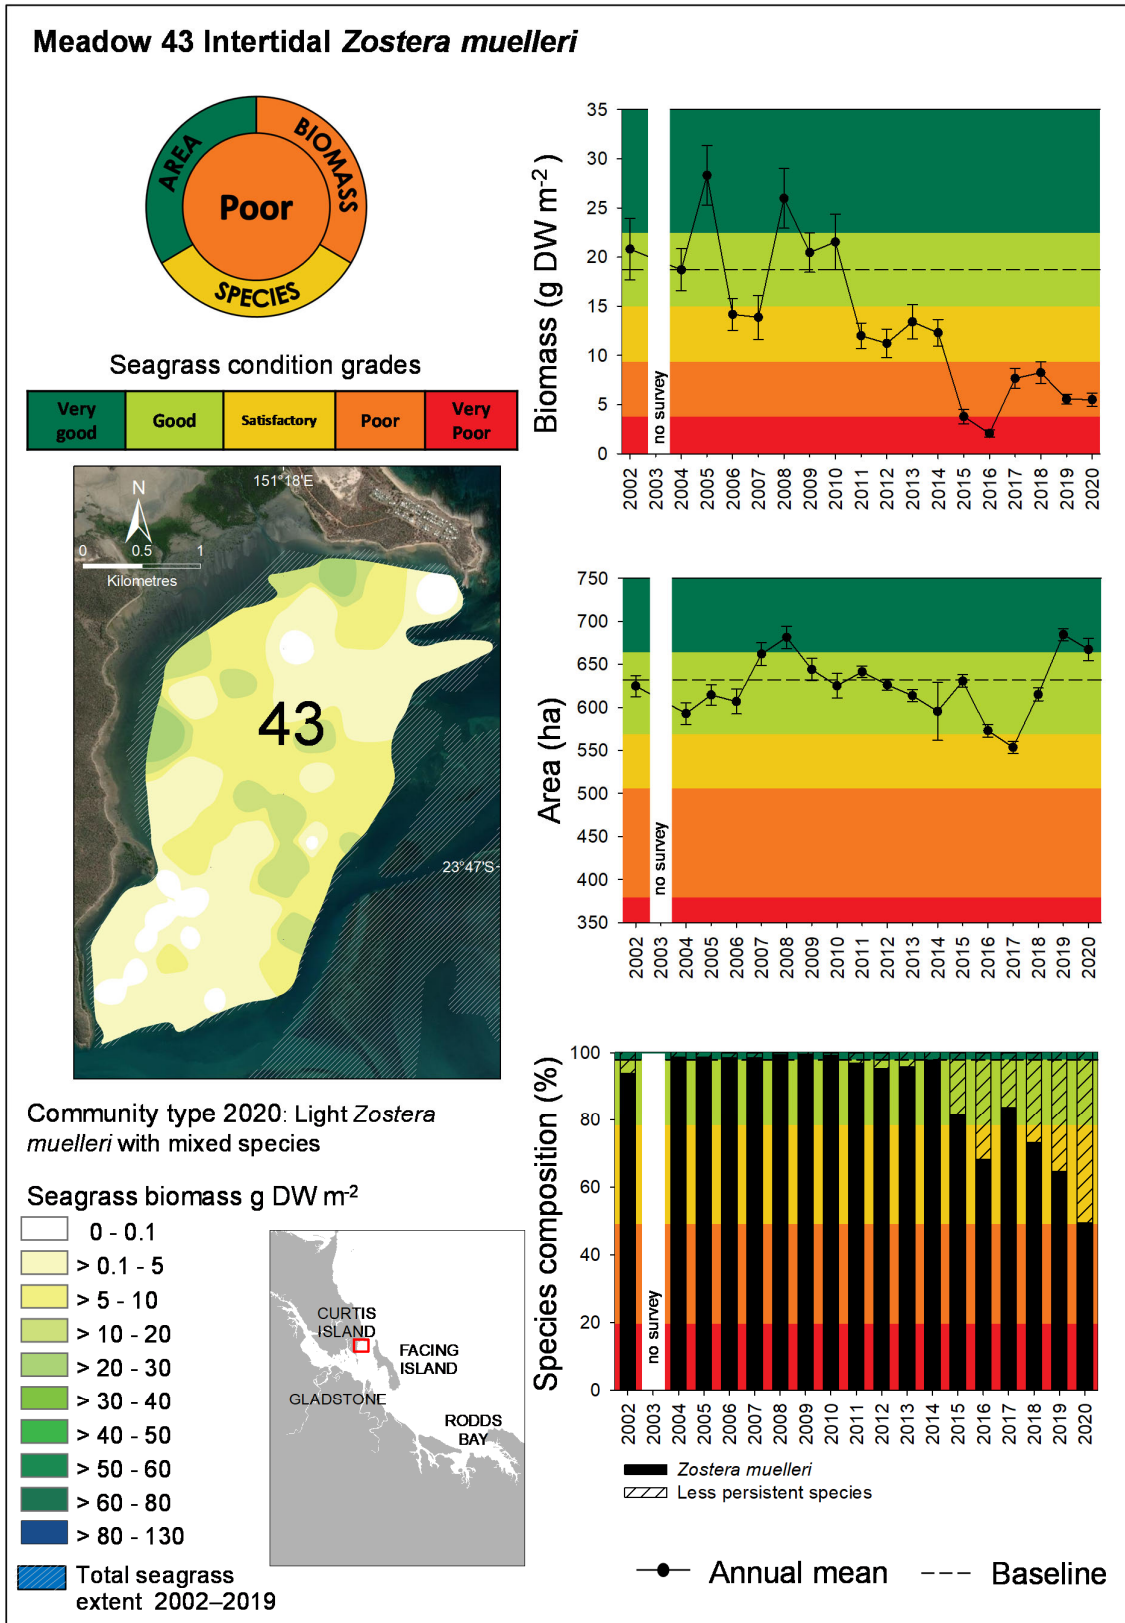 Meadow 43 Intertidal Zostera muelleri
AREA
BIOMASS
SPECIES
Poor
Seagrass condition grades
Very good
Good
Satisfactory
Poor
Very Poor
151°18'E
N
0 0.5 1
Kilometres
43
23°47'S
Community type 2020: Light Zostera
muelleri with mixed species
Seagrass biomass g DW m-2
0 - 0.1
> 0.1 - 5
> 5 - 10
> 10 - 20
> 20 - 30
> 30 - 40
> 40 - 50
> 50 - 60
> 60 - 80
> 80 - 130
Total seagrass
extent 2002–2019
CURTIS
ISLAND
FACING
ISLAND
GLADSTONE
RODDS
BAY
Biomass (g DW m-2)
35
30
25
20
15
10
5
0
no survey
2002 2003 2004 2005 2006 2007 2008 2009 2010 2011 2012 2013 2014 2015 2016 2017 2018 2019 2020
Area (ha)
750
700
650
600
550
500
450
400
350
no survey
2002 2003 2004 2005 2006 2007 2008 2009 2010 2011 2012 2013 2014 2015 2016 2017 2018 2019 2020
Species composition (%)
100
80
60
40
20
0
no survey
2002 2003 2004 2005 2006 2007 2008 2009 2010 2011 2012 2013 2014 2015 2016 2017 2018 2019 2020
Zostera muelleri
Less persistent species
Annual mean
Baseline